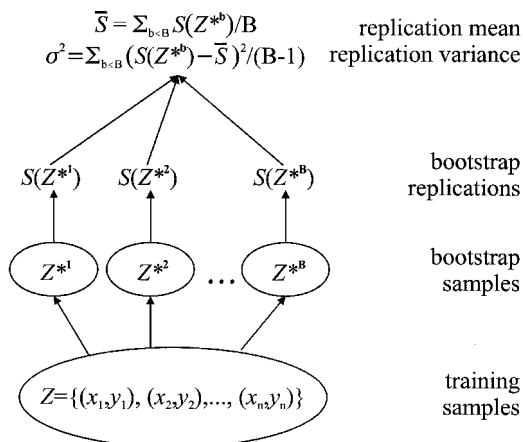 S̅ = Σ_{b<B} S(Z*ᵇ)/B replication mean
σ² = Σ_{b<B} (S(Z*ᵇ) − S̅)²/(B-1) replication variance
S(Z*¹) S(Z*²) S(Z*ᴮ) bootstrap
replications
Z*¹ Z*² ... Z*ᴮ bootstrap
samples
Z={(x₁,y₁), (x₂,y₂),..., (xₙ,yₙ)} training
samples